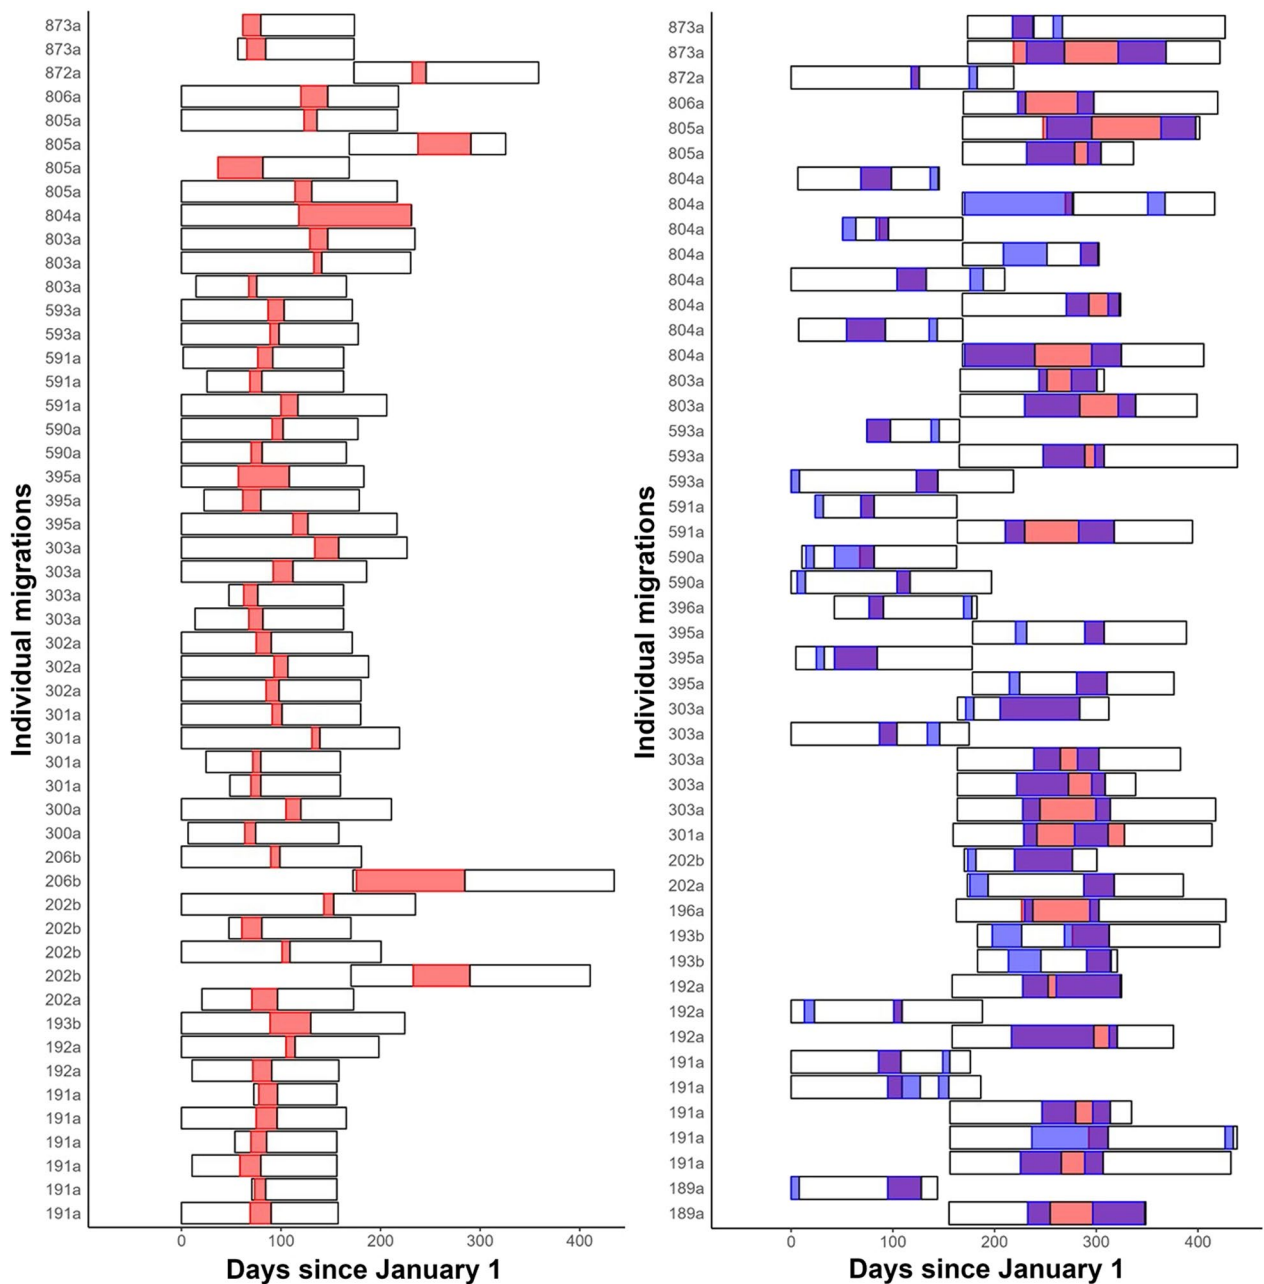 873a
873a
872a
806a
805a
805a
805a
805a
804a
803a
803a
803a
593a
593a
591a
591a
591a
590a
590a
395a
395a
395a
303a
303a
303a
303a
302a
302a
302a
301a
301a
301a
301a
300a
300a
206b
206b
202b
202b
202b
202b
202a
193b
192a
192a
191a
191a
191a
191a
191a
191a
Individual migrations
0 100 200 300 400
Days since January 1
873a
873a
872a
806a
805a
805a
804a
804a
804a
804a
804a
804a
804a
804a
803a
803a
593a
593a
593a
591a
591a
590a
590a
396a
395a
395a
395a
303a
303a
303a
303a
303a
301a
202b
202a
196a
193b
193b
192a
192a
192a
191a
191a
191a
191a
191a
189a
189a
Individual migrations
0 100 200 300 400
Days since January 1